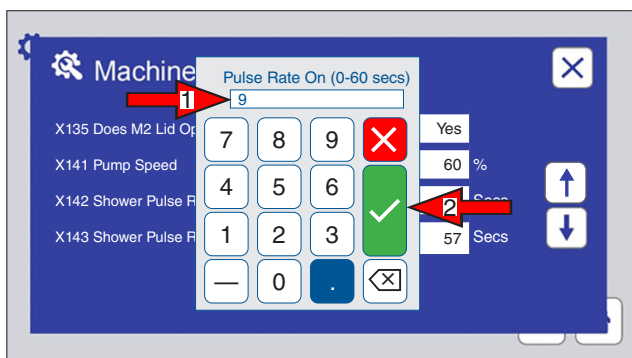 Machine
Pulse Rate On (0-60 secs)
1
9
X135 Does M2 Lid Op
Yes
7 8 9
X141 Pump Speed
60 %
4 5 6
X142 Shower Pulse R
2
Secs
X143 Shower Pulse R
57 Secs
1 2 3
— 0 .